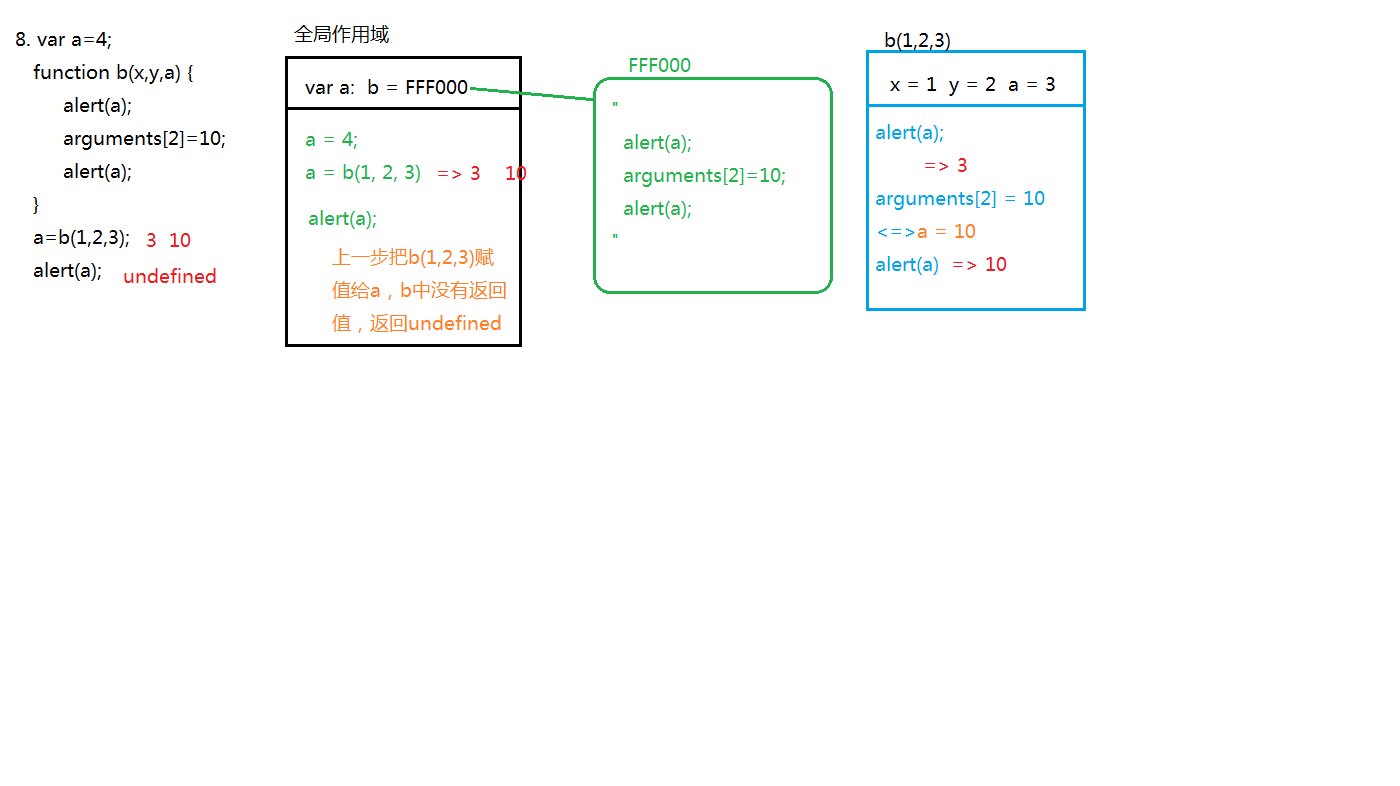 8. var a=4;
function b(x,y,a) {
alert(a);
arguments[2]=10;
alert(a);
}
a=b(1,2,3); 3 10
alert(a); undefined
全局作用域
var a: b = FFF000
a = 4;
a = b(1, 2, 3) => 3 10
alert(a);
上一步把b(1,2,3)赋
值给a，b中没有返回
值，返回undefined
FFF000
"
alert(a);
arguments[2]=10;
alert(a);
"
b(1,2,3)
x = 1 y = 2 a = 3
alert(a);
=> 3
arguments[2] = 10
<=>a = 10
alert(a) => 10